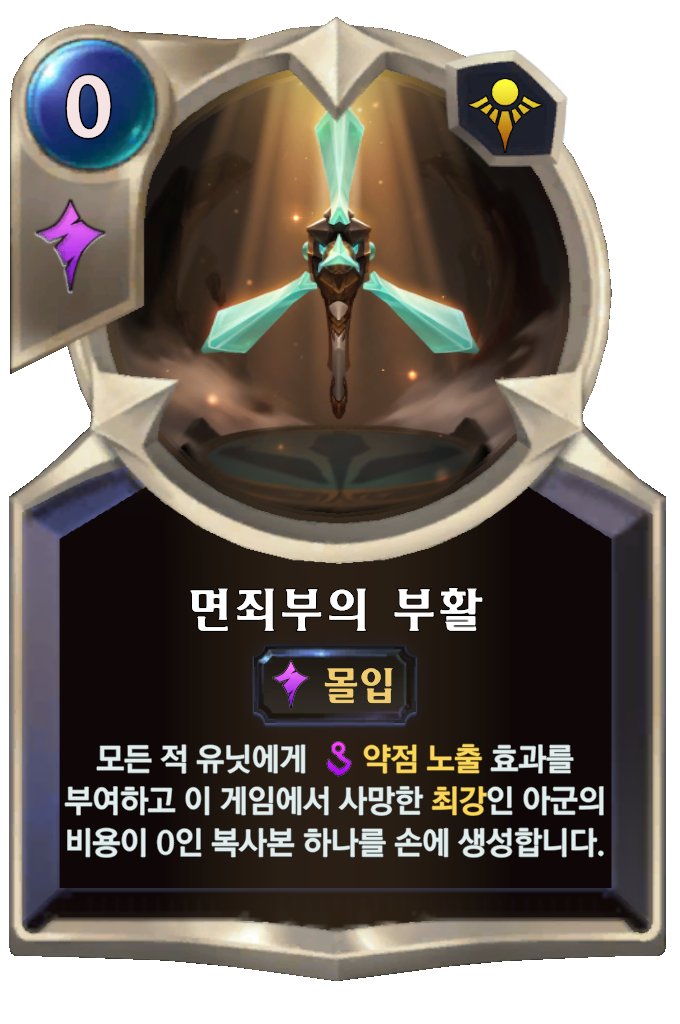 0
면죄부의 부활
몰입
모든 적 유닛에게 약점 노출 효과를
부여하고 이 게임에서 사망한 최강인 아군의
비용이 0인 복사본 하나를 손에 생성합니다.